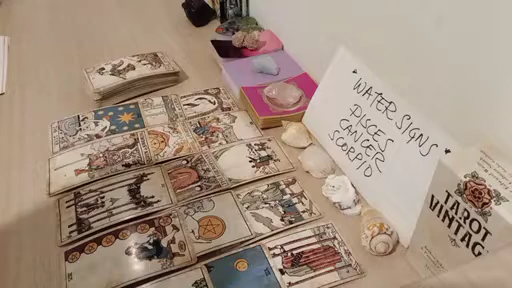 * WATER SIGNS *
PISCES
CANCER
SCORPIO
TAROT
VINTAG